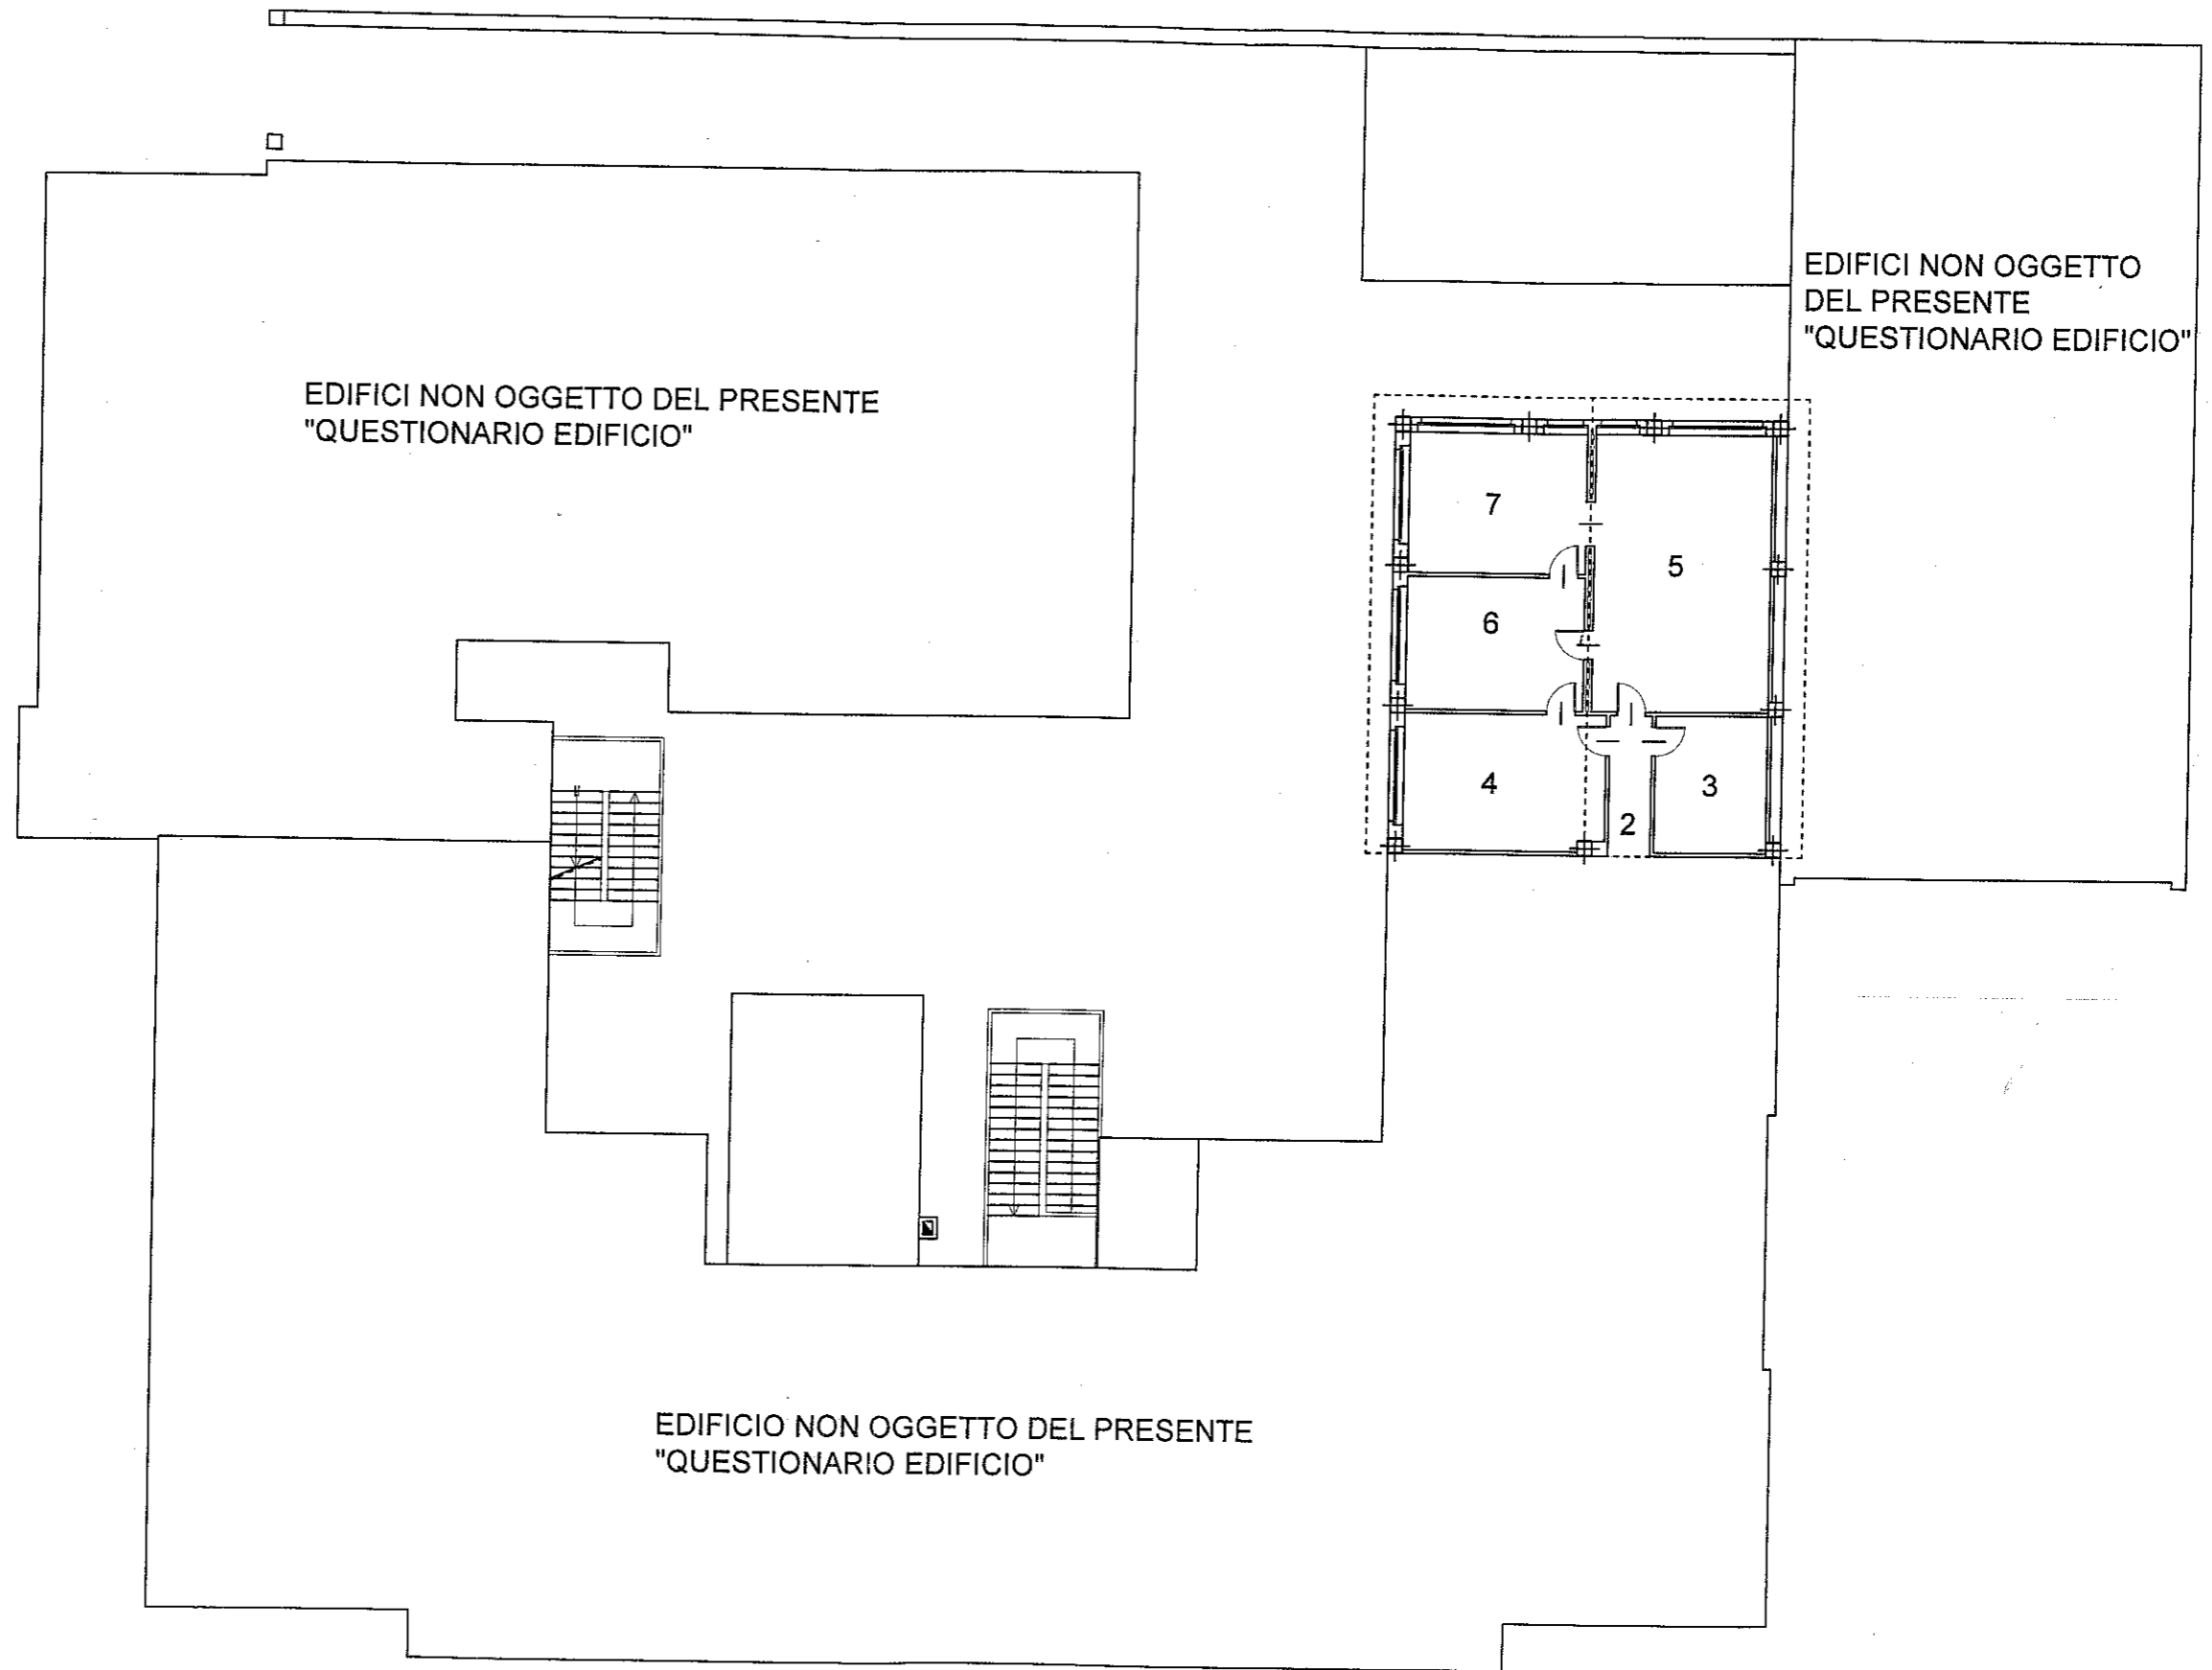 EDIFICI NON OGGETTO
DEL PRESENTE
"QUESTIONARIO EDIFICIO"
EDIFICI NON OGGETTO DEL PRESENTE
"QUESTIONARIO EDIFICIO"
7
5
6
4
3
2
EDIFICIO NON OGGETTO DEL PRESENTE
"QUESTIONARIO EDIFICIO"